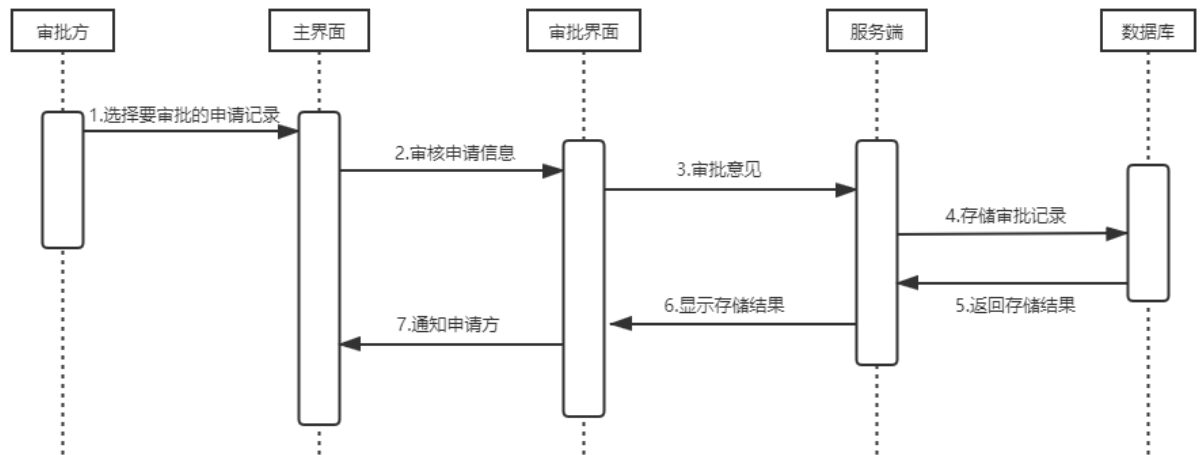 审批方
主界面
审批界面
服务端
数据库
1.选择要审批的申请记录
2.审核申请信息
3.审批意见
4.存储审批记录
5.返回存储结果
6.显示存储结果
7.通知申请方